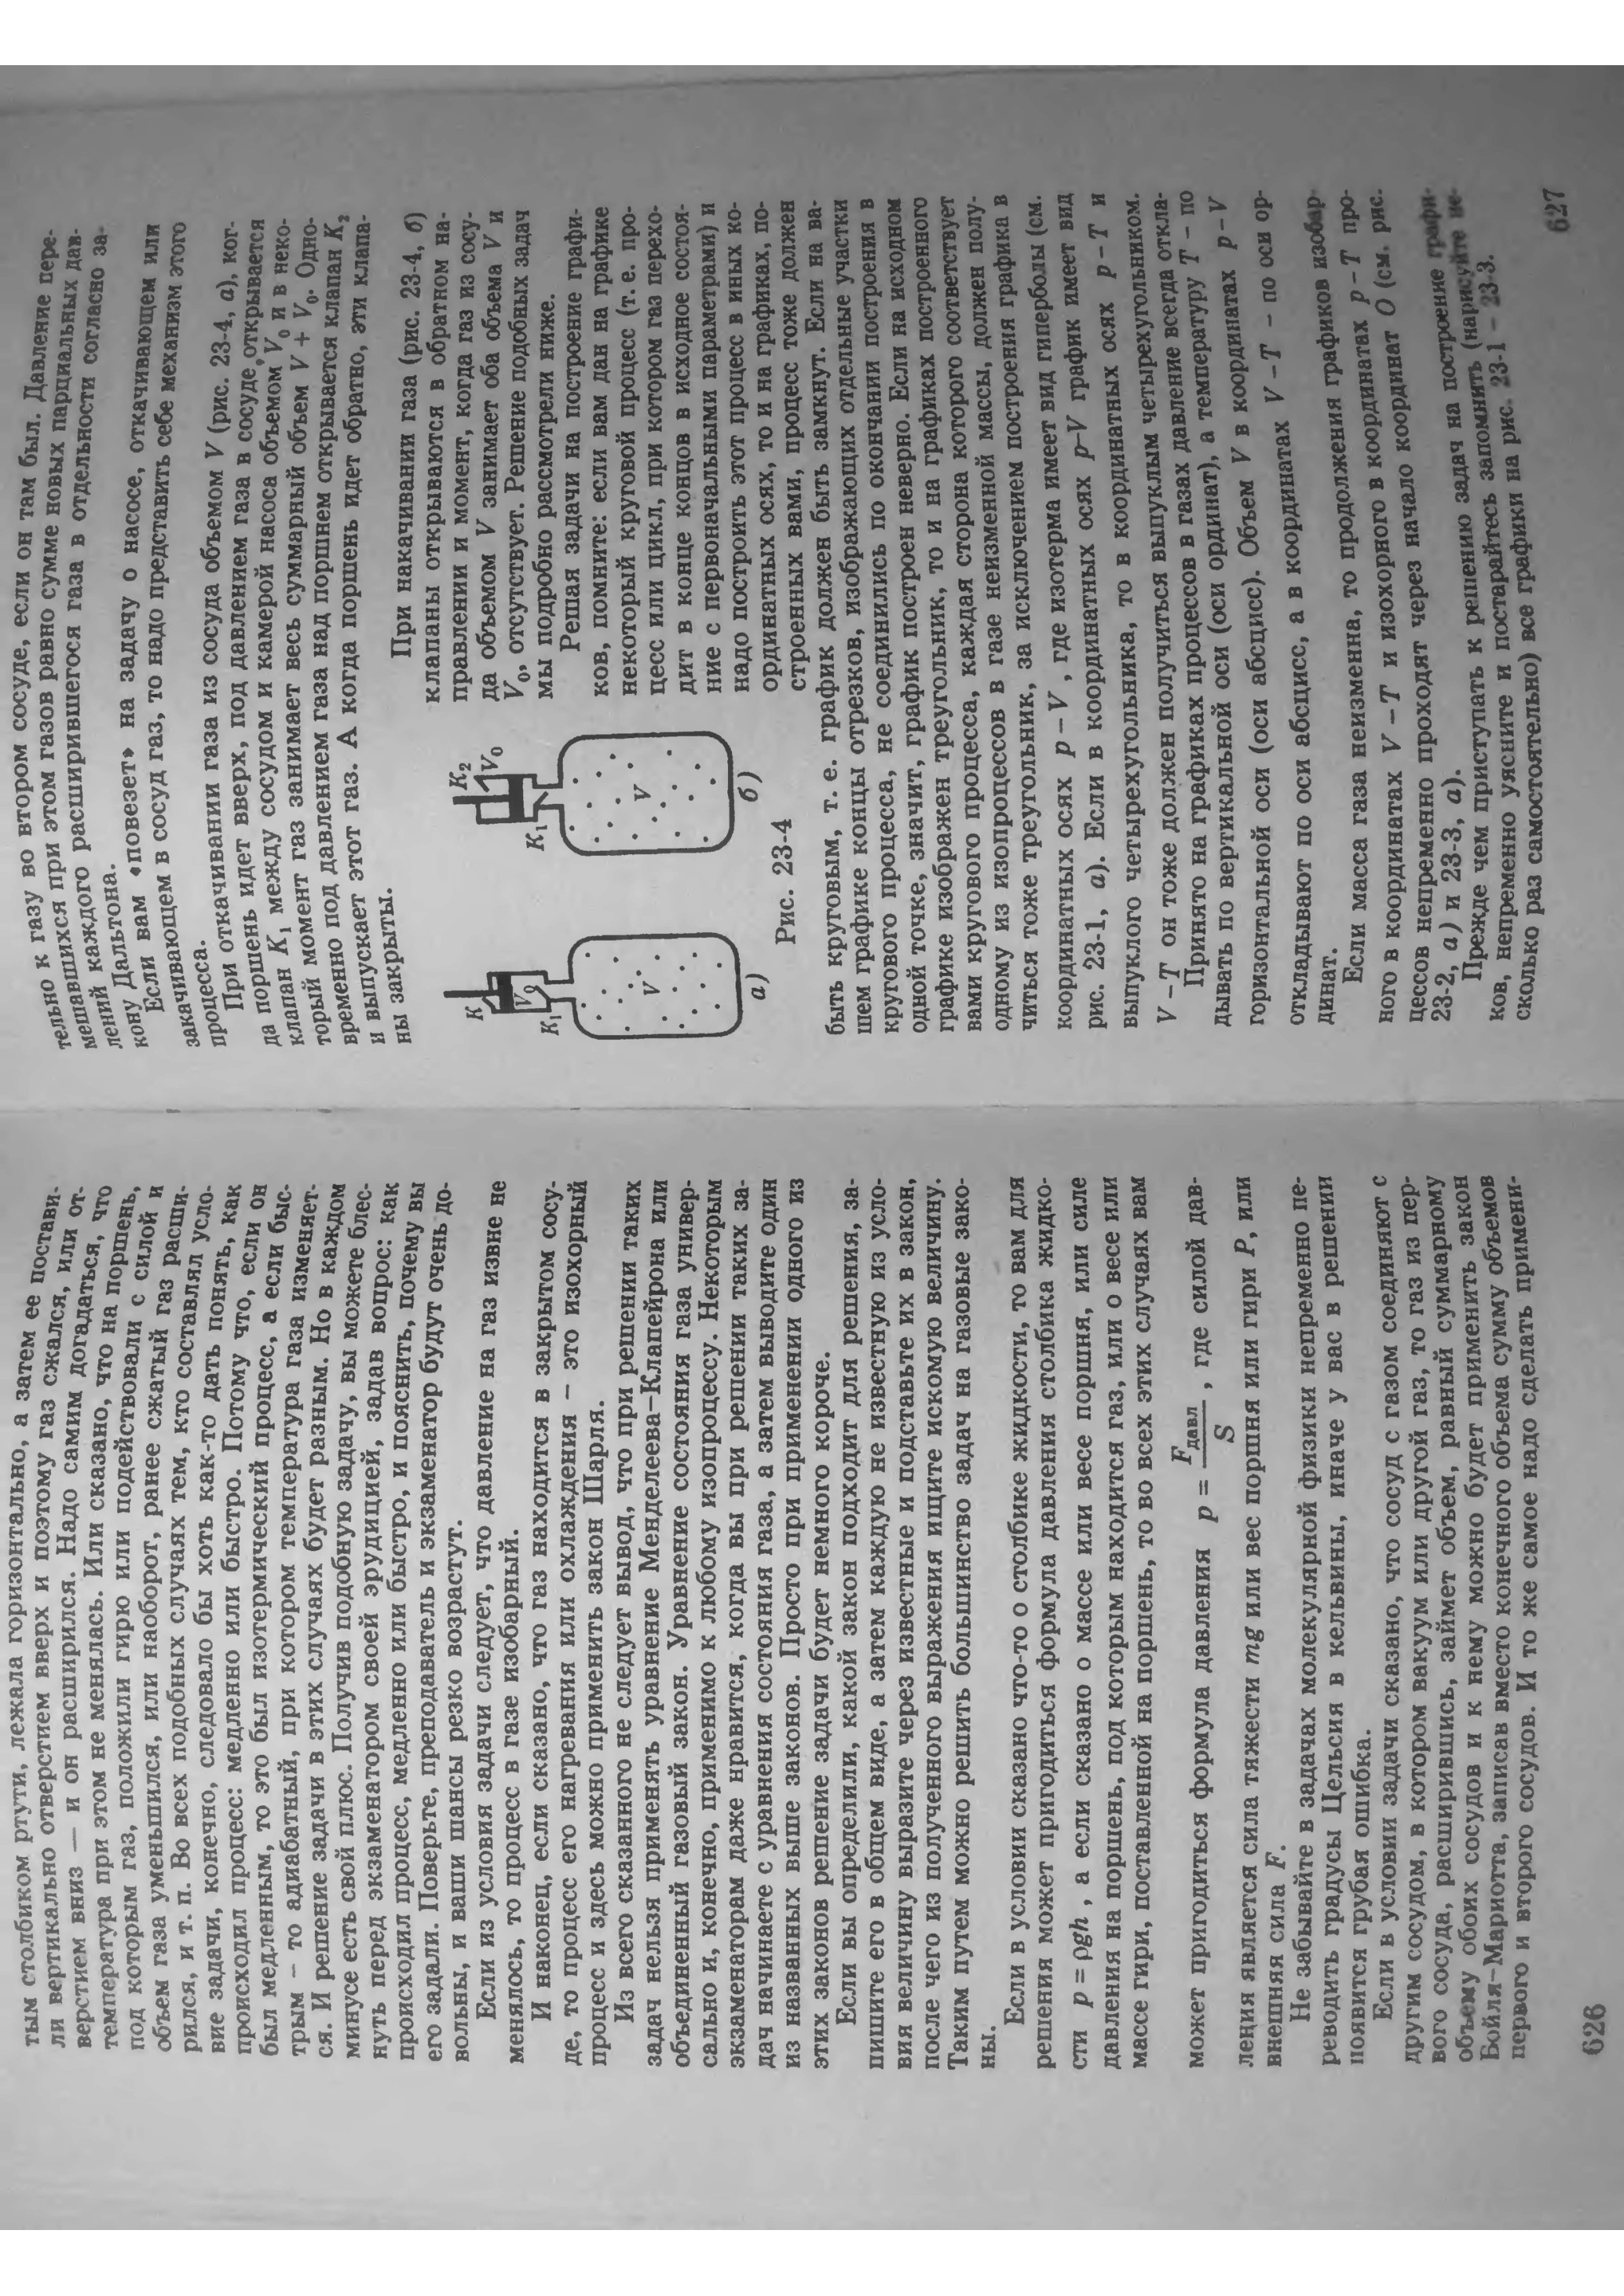 тым столбиком ртути, лежала горизонтально, а затем ее постави-
ли вертикально отверстием вверх и поэтому газ сжался, или от-
верстием вниз — и он расширился. Надо самим догадаться, что
температура при этом не менялась. Или сказано, что на поршень,
под которым газ, положили гирю или подействовали с силой и
объем газа уменьшился, или наоборот, ранее сжатый газ расши-
рился, и т. п. Во всех подобных случаях тем, кто составлял усло-
вие задачи, конечно, следовало бы хоть как-то дать понять, как
происходил процесс: медленно или быстро. Потому что, если он
был медленным, то это был изотермический процесс, а если быс-
трым – то адиабатный, при котором температура газа изменяет-
ся. И решение задачи в этих случаях будет разным. Но в каждом
минусе есть свой плюс. Получив подобную задачу, вы можете блес-
нуть перед экзаменатором своей эрудицией, задав вопрос: как
происходил процесс, медленно или быстро, и пояснить, почему вы
его задали. Поверьте, преподаватель и экзаменатор будут очень до-
вольны, и ваши шансы резко возрастут.
Если из условия задачи следует, что давление на газ извне не
менялось, то процесс в газе изобарный.
И наконец, если сказано, что газ находится в закрытом сосу-
де, то процесс его нагревания или охлаждения – это изохорный
процесс и здесь можно применить закон Шарля.
Из всего сказанного не следует вывод, что при решении таких
задач нельзя применять уравнение Менделеева–Клапейрона или
объединенный газовый закон. Уравнение состояния газа универ-
сально и, конечно, применимо к любому изопроцессу. Некоторым
экзаменаторам даже нравится, когда вы при решении таких за-
дач начинаете с уравнения состояния газа, а затем выводите один
из названных выше законов. Просто при применении одного из
этих законов решение задачи будет немного короче.
Если вы определили, какой закон подходит для решения, за-
пишите его в общем виде, а затем каждую не известную из усло-
вия величину выразите через известные и подставьте их в закон,
после чего из полученного выражения ищите искомую величину.
Таким путем можно решить большинство задач на газовые зако-
ны.
Если в условии сказано что-то о столбике жидкости, то вам для
решения может пригодиться формула давления столбика жидко-
сти p = ρgh , а если сказано о массе или весе поршня, или силе
давления на поршень, под которым находится газ, или о весе или
массе гири, поставленной на поршень, то во всех этих случаях вам
может пригодиться формула давления p = Fдавл / S , где силой дав-
ления является сила тяжести mg или вес поршня или гири P, или
внешняя сила F.
Не забывайте в задачах молекулярной физики непременно пе-
реводить градусы Цельсия в кельвины, иначе у вас в решении
появится грубая ошибка.
Если в условии задачи сказано, что сосуд с газом соединяют с
другим сосудом, в котором вакуум или другой газ, то газ из пер-
вого сосуда, расширившись, займет объем, равный суммарному
объему обоих сосудов и к нему можно будет применить закон
Бойля–Мариотта, записав вместо конечного объема сумму объемов
первого и второго сосудов. И то же самое надо сделать примени-
626
тельно к газу во втором сосуде, если он там был. Давление пере-
мешавшихся при этом газов равно сумме новых парциальных дав-
лений каждого расширившегося газа в отдельности согласно за-
кону Дальтона.
Если вам «повезет» на задачу о насосе, откачивающем или
закачивающем в сосуд газ, то надо представить себе механизм этого
процесса.
При откачивании газа из сосуда объемом V (рис. 23-4, а), ког-
да поршень идет вверх, под давлением газа в сосуде открывается
клапан K1 между сосудом и камерой насоса объемом V0 и в неко-
торый момент газ занимает весь суммарный объем V + V0. Одно-
временно под давлением газа над поршнем открывается клапан K2
и выпускает этот газ. А когда поршень идет обратно, эти клапа-
ны закрыты.
K
V0
K1
V
а)
K2
V0
K1
V
б)
Рис. 23-4
При накачивании газа (рис. 23-4, б)
клапаны открываются в обратном на-
правлении и момент, когда газ из сосу-
да объемом V занимает оба объема V и
V0, отсутствует. Решение подобных задач
мы подробно рассмотрели ниже.
Решая задачи на построение графи-
ков, помните: если вам дан на графике
некоторый круговой процесс (т. е. про-
цесс или цикл, при котором газ перехо-
дит в конце концов в исходное состоя-
ние с первоначальными параметрами) и
надо построить этот процесс в иных ко-
ординатных осях, то и на графиках, по-
строенных вами, процесс тоже должен
быть круговым, т. е. график должен быть замкнут. Если на ва-
шем графике концы отрезков, изображающих отдельные участки
кругового процесса, не соединились по окончании построения в
одной точке, значит, график построен неверно. Если на исходном
графике изображен треугольник, то и на графиках построенного
вами кругового процесса, каждая сторона которого соответствует
одному из изопроцессов в газе неизменной массы, должен полу-
читься тоже треугольник, за исключением построения графика в
координатных осях p – V , где изотерма имеет вид гиперболы (см.
рис. 23-1, а). Если в координатных осях p–V график имеет вид
выпуклого четырехугольника, то в координатных осях p – T и
V – T он тоже должен получиться выпуклым четырехугольником.
Принято на графиках процессов в газах давление всегда откла-
дывать по вертикальной оси (оси ординат), а температуру T – по
горизонтальной оси (оси абсцисс). Объем V в координатах p – V
откладывают по оси абсцисс, а в координатах V – T – по оси ор-
динат.
Если масса газа неизменна, то продолжения графиков изобар-
ного в координатах V – T и изохорного в координатах p – T про-
цессов непременно проходят через начало координат O (см. рис.
23-2, а) и 23-3, а).
Прежде чем приступать к решению задач на построение графи-
ков, непременно уясните и постарайтесь запомнить (нарисуйте не-
сколько раз самостоятельно) все графики на рис. 23-1 – 23-3.
627